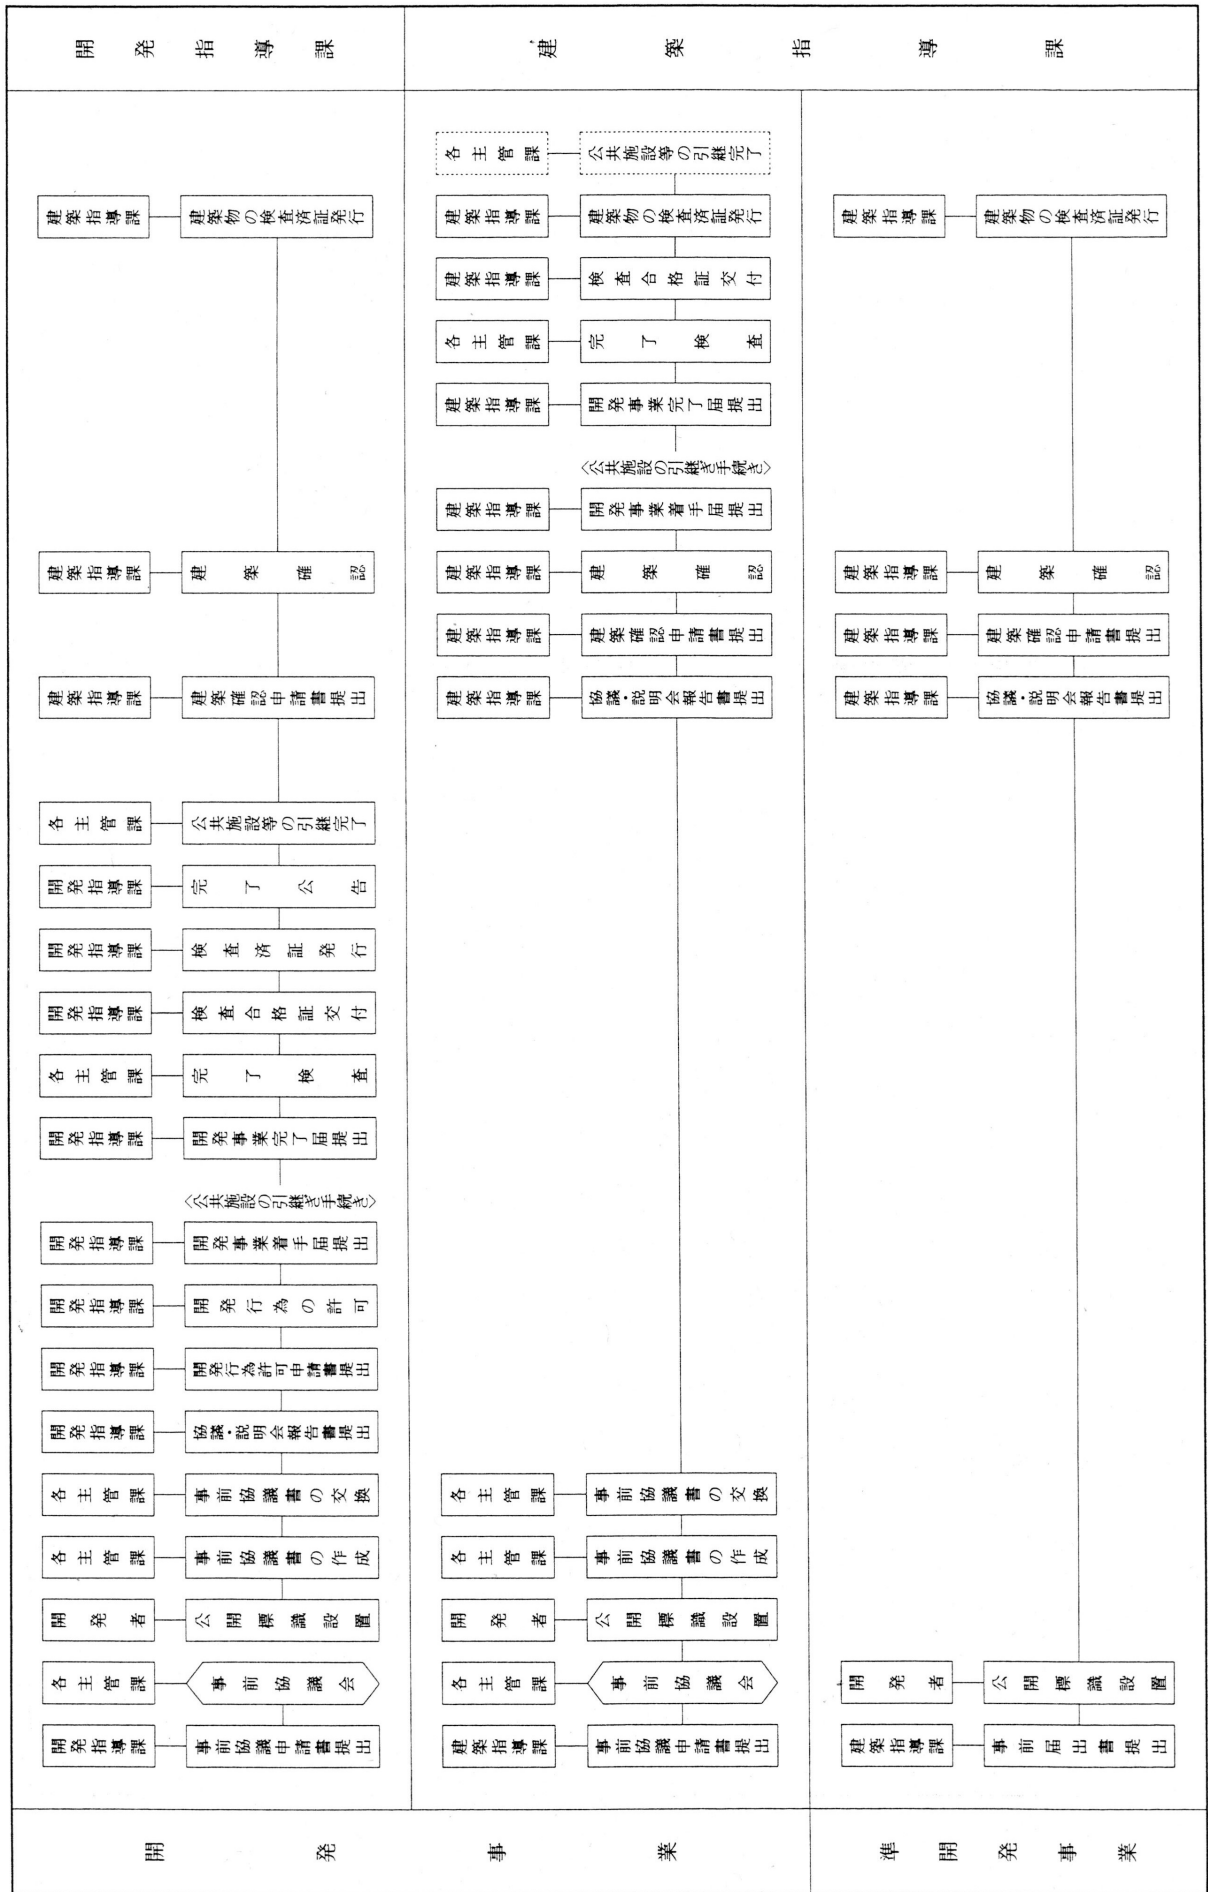 開発事業
開発指導課
事前協議申請書提出
各主管課
事前協議会
開発者
公開標識設置
各主管課
事前協議書の作成
各主管課
事前協議書の交換
開発指導課
協議・説明会報告書提出
開発指導課
開発行為許可申請書提出
開発指導課
開発行為の許可
開発指導課
開発事業着手届提出
〈公共施設の引継ぎ手続き〉
開発指導課
開発事業完了届提出
各主管課
完了検査
開発指導課
検査合格証交付
開発指導課
検査済証発行
開発指導課
完了公告
各主管課
公共施設等の引継完了
建築指導課
建築確認申請書提出
建築指導課
建築確認
建築指導課
建築物の検査済証発行
開発指導課
建築指導課
事前協議申請書提出
各主管課
事前協議会
開発者
公開標識設置
各主管課
事前協議書の作成
各主管課
事前協議書の交換
建築指導課
協議・説明会報告書提出
建築指導課
建築確認申請書提出
建築指導課
建築確認
建築指導課
開発事業着手届提出
〈公共施設の引継ぎ手続き〉
建築指導課
開発事業完了届提出
各主管課
完了検査
建築指導課
検査合格証交付
建築指導課
建築物の検査済証発行
各主管課
公共施設等の引継完了
建築指導課
準開発事業
建築指導課
事前届出書提出
開発者
公開標識設置
建築指導課
協議・説明会報告書提出
建築指導課
建築確認申請書提出
建築指導課
建築確認
建築指導課
建築物の検査済証発行